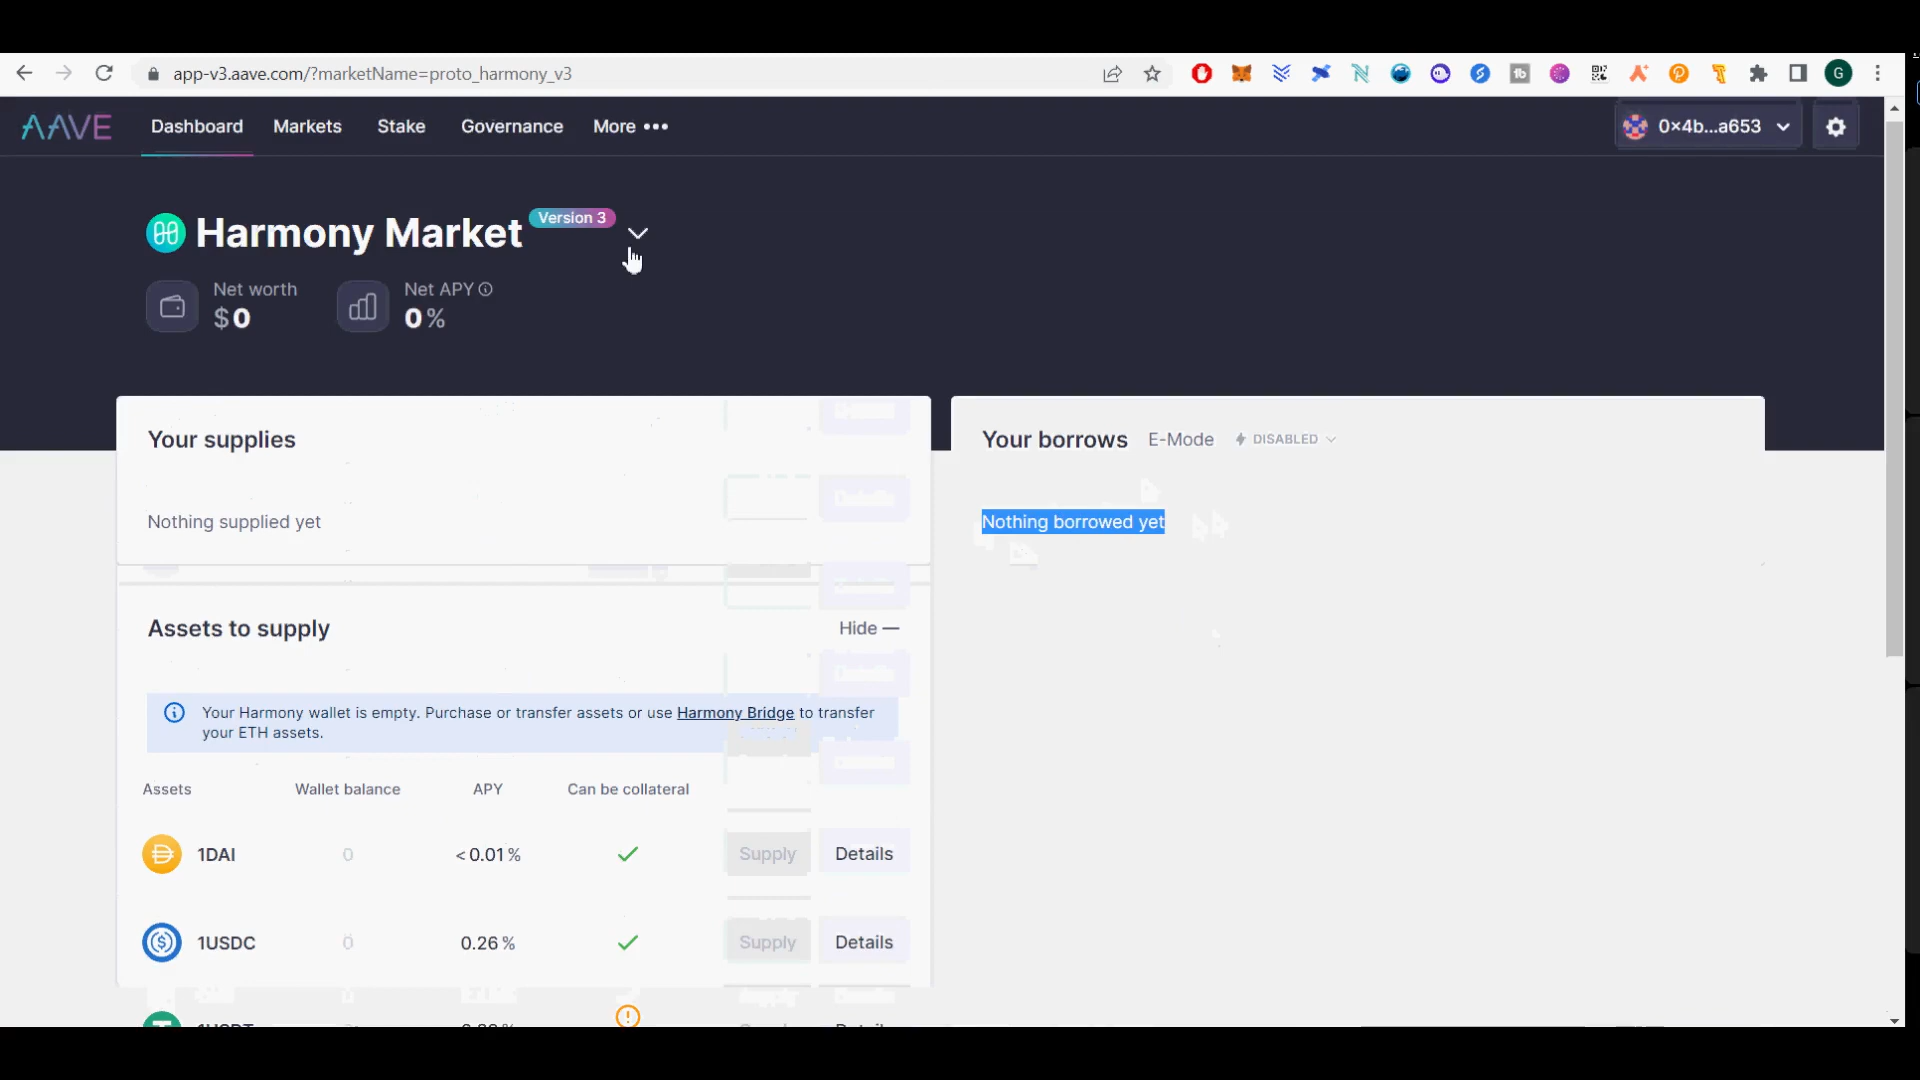 app-v3.aave.com/?marketName=proto_harmony_v3
G
AAVE
Dashboard
Markets
Stake
Governance
More
0x4b...a653
Harmony Market
Version 3
Net worth
$0
Net APY
0%
Your supplies
Nothing supplied yet
Your borrows
E-Mode
DISABLED
Nothing borrowed yet
Assets to supply
Hide —
Your Harmony wallet is empty. Purchase or transfer assets or use Harmony Bridge to transfer
your ETH assets.
Assets
Wallet balance
APY
Can be collateral
1DAI
0
<0.01%
Supply
Details
1USDC
0
0.26%
Supply
Details